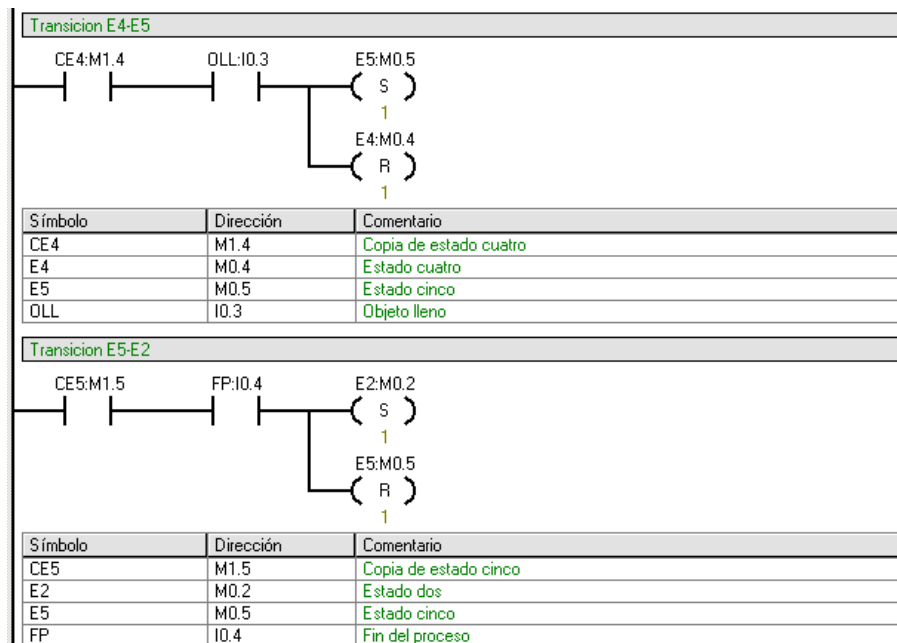 Transicion E4-E5
CE4:M1.4 OLL:I0.3 E5:M0.5
S
1
E4:M0.4
R
1
Símbolo Dirección Comentario
CE4 M1.4 Copia de estado cuatro
E4 M0.4 Estado cuatro
E5 M0.5 Estado cinco
OLL I0.3 Objeto lleno
Transicion E5-E2
CE5:M1.5 FP:I0.4 E2:M0.2
S
1
E5:M0.5
R
1
Símbolo Dirección Comentario
CE5 M1.5 Copia de estado cinco
E2 M0.2 Estado dos
E5 M0.5 Estado cinco
FP I0.4 Fin del proceso